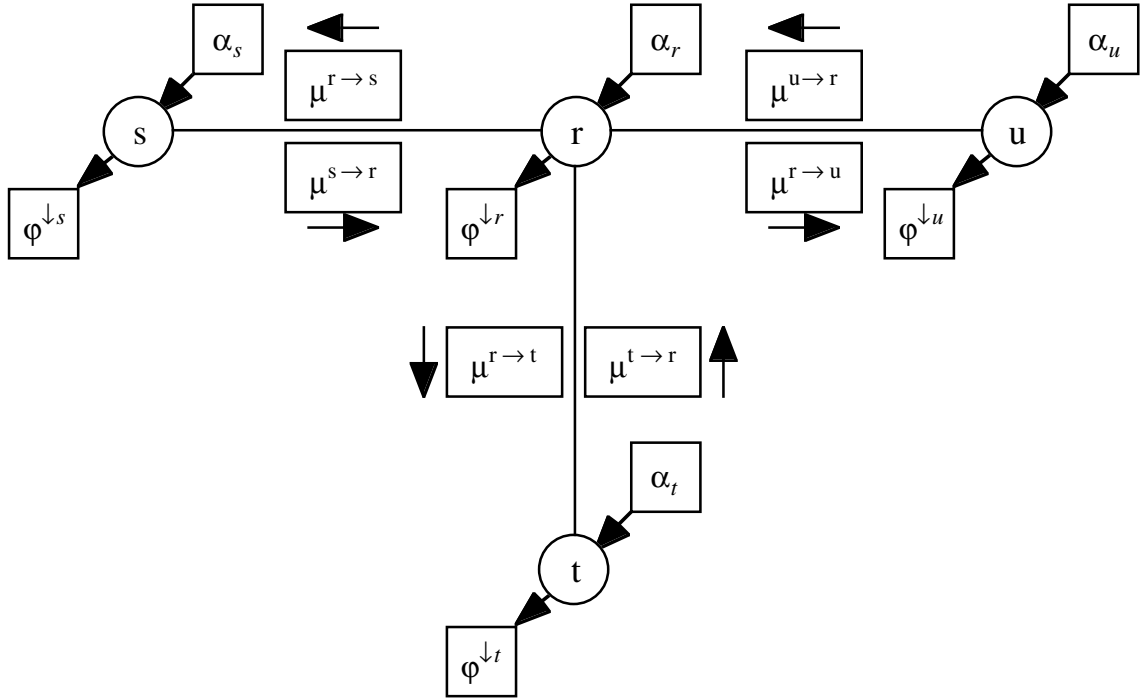 α_s
α_r
α_u
μ^{r→s}
μ^{u→r}
s
r
u
μ^{s→r}
μ^{r→u}
φ^{↓s}
φ^{↓r}
φ^{↓u}
μ^{r→t}
μ^{t→r}
α_t
t
φ^{↓t}